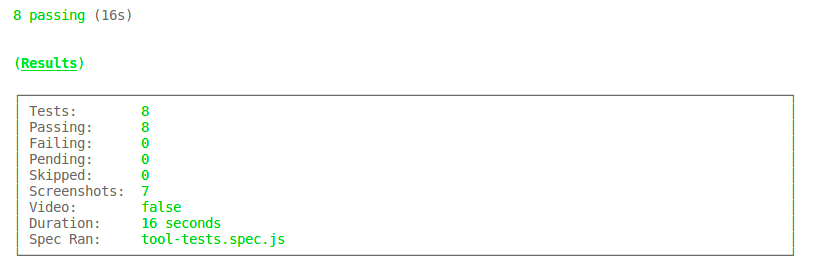 8 passing (16s)
(Results)
Tests: 8
Passing: 8
Failing: 0
Pending: 0
Skipped: 0
Screenshots: 7
Video: false
Duration: 16 seconds
Spec Ran: tool-tests.spec.js